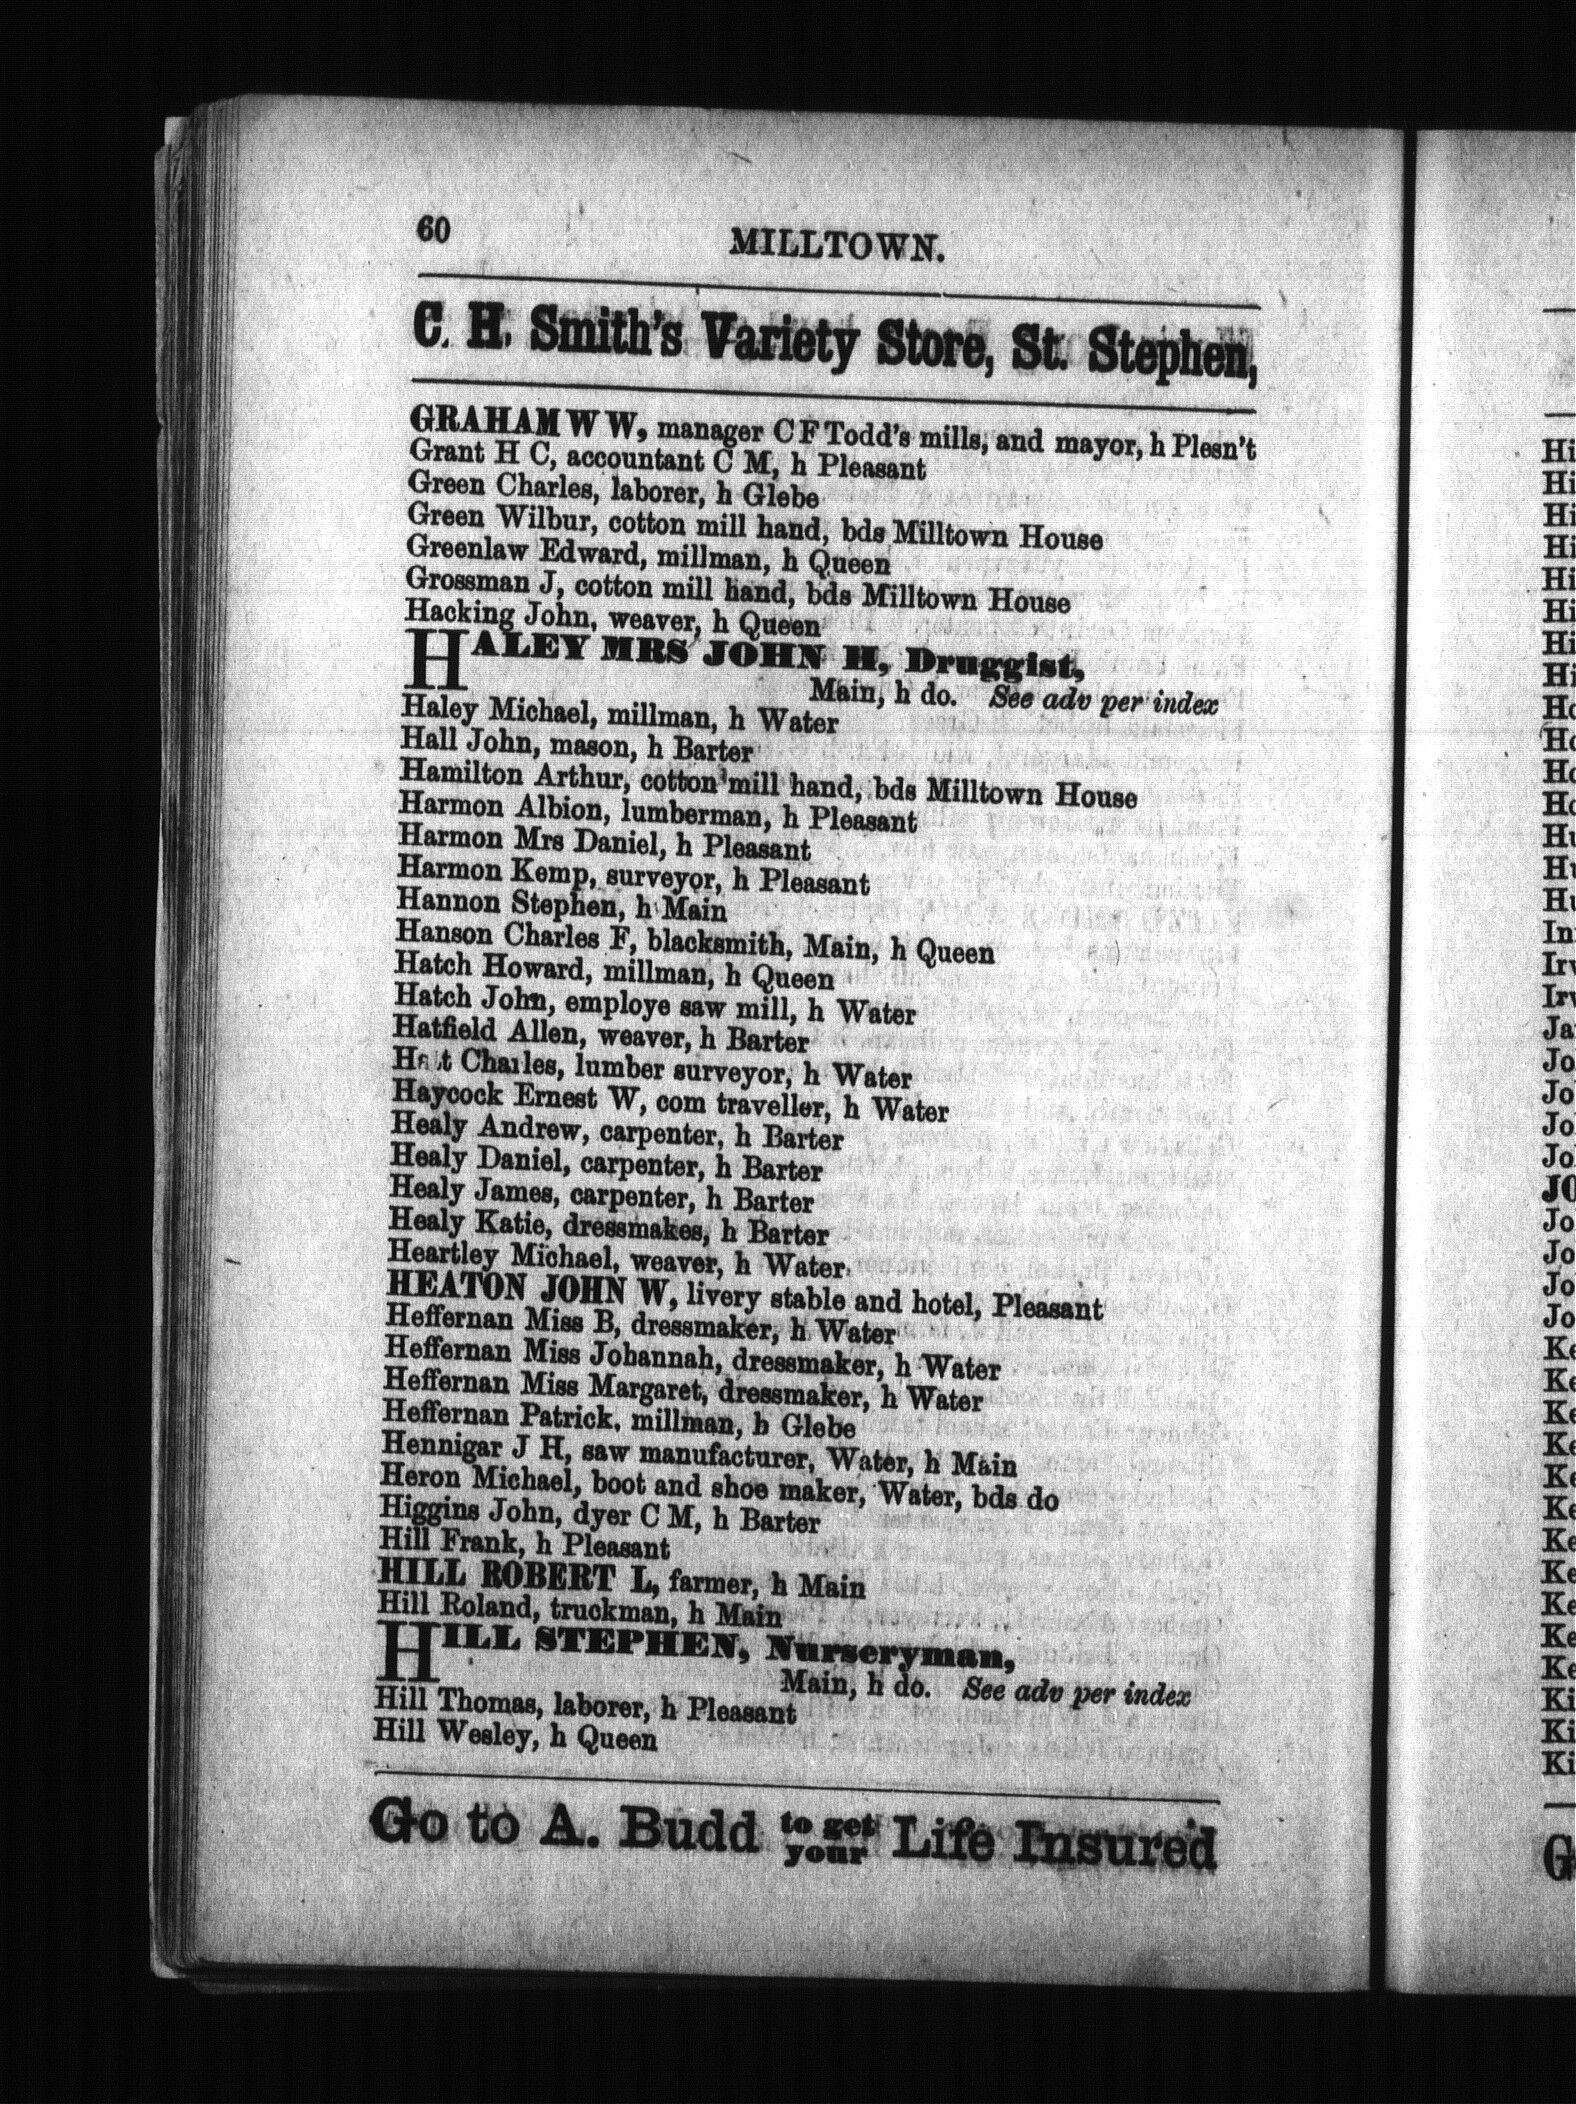 60
MILLTOWN.
C. H. Smith's Variety Store, St. Stephen,
GRAHAM W W, manager C F Todd's mills, and mayor, h Plesn't
Grant H C, accountant C M, h Pleasant
Green Charles, laborer, h Glebe
Green Wilbur, cotton mill hand, bds Milltown House
Greenlaw Edward, millman, h Queen
Grossman J, cotton mill hand, bds Milltown House
Hacking John, weaver, h Queen
HALEY MRS JOHN H, Druggist,
Main, h do. See adv per index
Haley Michael, millman, h Water
Hall John, mason, h Barter
Hamilton Arthur, cotton mill hand, bds Milltown House
Harmon Albion, lumberman, h Pleasant
Harmon Mrs Daniel, h Pleasant
Harmon Kemp, surveyor, h Pleasant
Hannon Stephen, h Main
Hanson Charles F, blacksmith, Main, h Queen
Hatch Howard, millman, h Queen
Hatch John, employe saw mill, h Water
Hatfield Allen, weaver, h Barter
Charles, lumber surveyor, h Water
Haycock Ernest W, com traveller, h Water
Healy Andrew, carpenter, h Barter
Healy Daniel, carpenter, h Barter
Healy James, carpenter, h Barter
Healy Katie, dressmakes, h Barter
Heartley Michael, weaver, h Water
HEATON JOHN W, livery stable and hotel, Pleasant
Heffernan Miss B, dressmaker, h Water
Heffernan Miss Johannah, dressmaker, h Water
Heffernan Miss Margaret, dressmaker, h Water
Heffernan Patrick, millman, h Glebe
Hennigar J H, saw manufacturer, Water, h Main
Heron Michael, boot and shoe maker, Water, bds do
Higgins John, dyer C M, h Barter
Hill Frank, h Pleasant
HILL ROBERT L, farmer, h Main
Hill Roland, truckman, h Main
HILL STEPHEN, Nurseryman,
Main, h do. See adv per index
Hill Thomas, laborer, h Pleasant
Hill Wesley, h Queen
Go to A. Budd to get your Life Insured